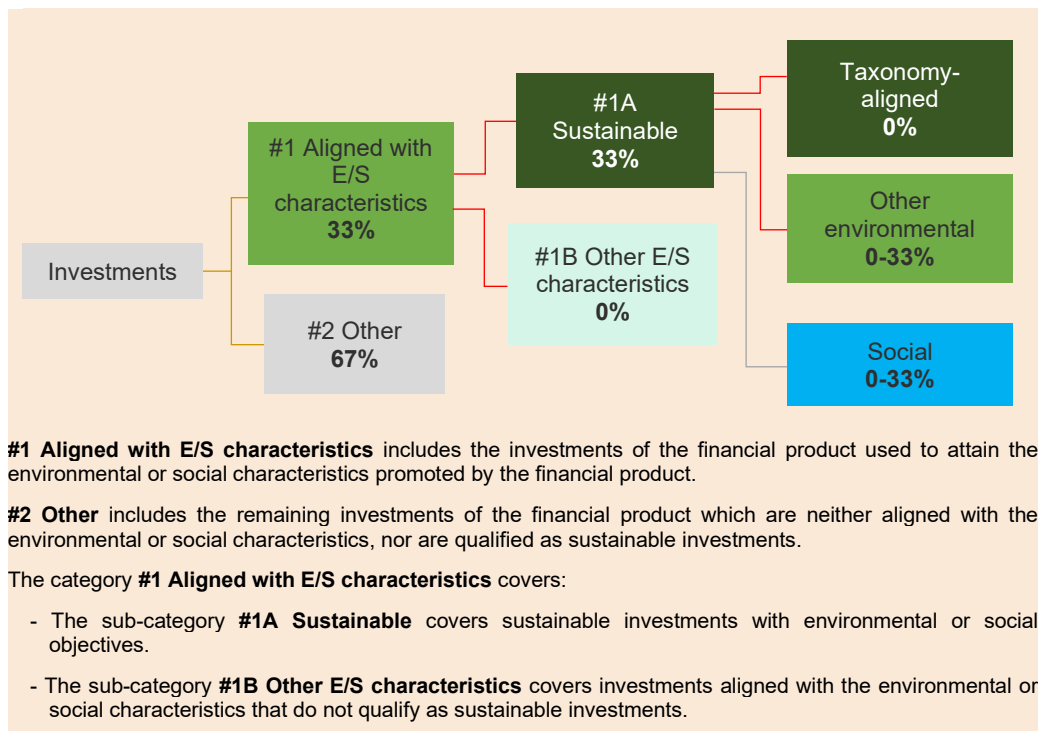 Investments
#1 Aligned with
E/S
characteristics
33%
#2 Other
67%
#1A
Sustainable
33%
#1B Other E/S
characteristics
0%
Taxonomy-
aligned
0%
Other
environmental
0-33%
Social
0-33%
#1 Aligned with E/S characteristics includes the investments of the financial product used to attain the
environmental or social characteristics promoted by the financial product.
#2 Other includes the remaining investments of the financial product which are neither aligned with the
environmental or social characteristics, nor are qualified as sustainable investments.
The category #1 Aligned with E/S characteristics covers:
- The sub-category #1A Sustainable covers sustainable investments with environmental or social
objectives.
- The sub-category #1B Other E/S characteristics covers investments aligned with the environmental or
social characteristics that do not qualify as sustainable investments.